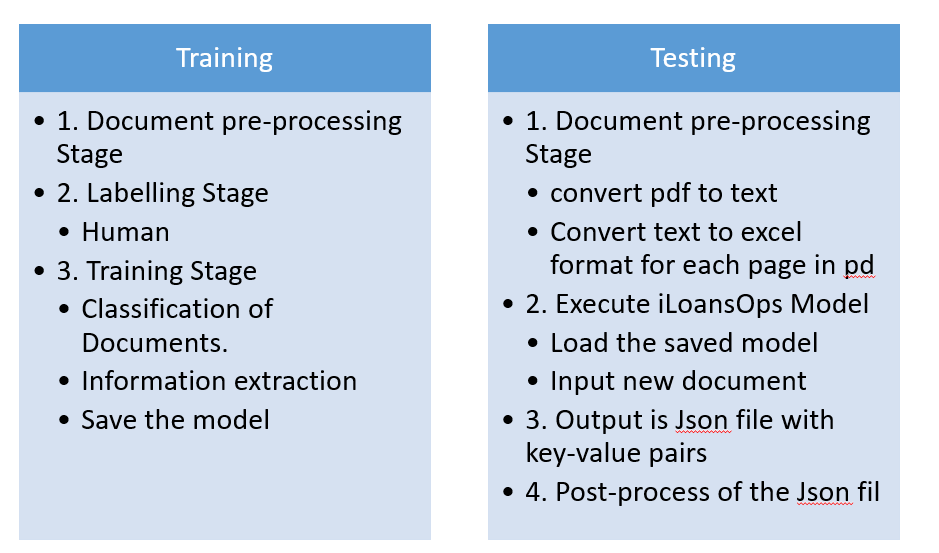 Training
• 1. Document pre-processing
Stage
• 2. Labelling Stage
• Human
• 3. Training Stage
• Classification of
Documents.
• Information extraction
• Save the model
Testing
• 1. Document pre-processing
Stage
• convert pdf to text
• Convert text to excel
format for each page in pd
• 2. Execute iLoansOps Model
• Load the saved model
• Input new document
• 3. Output is Json file with
key-value pairs
• 4. Post-process of the Json fil